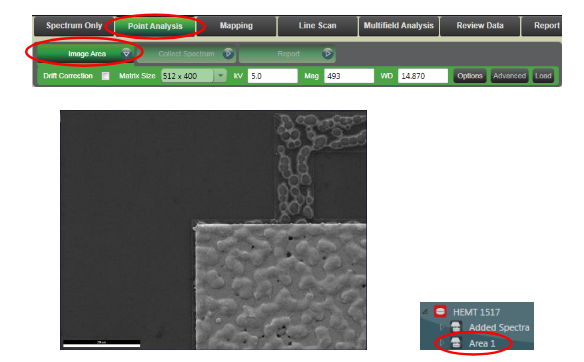 Spectrum Only Point Analysis Mapping Line Scan Multifield Analysis Review Data Report
Image Area Collect Spectrum Report
Drift Correction Matrix Size 512 x 400 kV 5.0 Mag 493 WD 14.870 Options Advanced Load
HEMT 1517
Added Spectra
Area 1